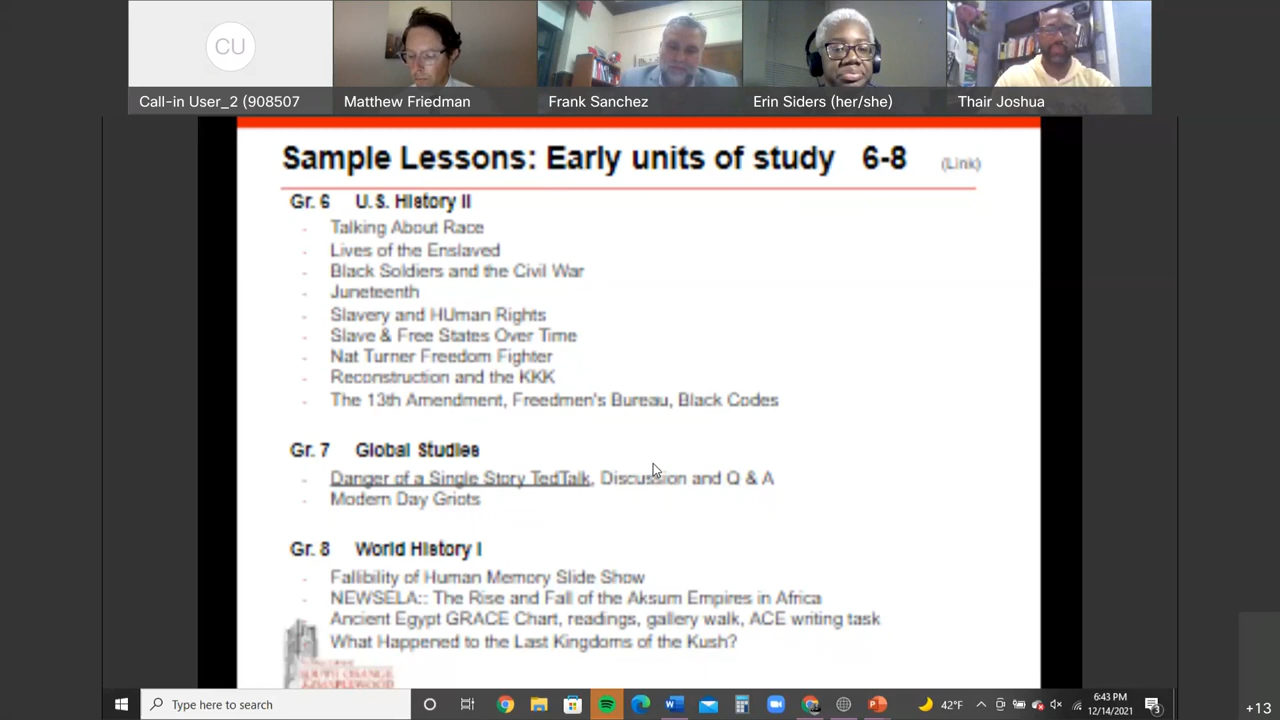 CU
Call-in User_2 (908507
Matthew Friedman
Frank Sanchez
Erin Siders (her/she)
Thair Joshua
Sample Lessons: Early units of study 6-8 (Link)
Gr. 6 U.S. History II
- Talking About Race
- Lives of the Enslaved
- Black Soldiers and the Civil War
- Juneteenth
- Slavery and HUman Rights
- Slave & Free States Over Time
- Nat Turner Freedom Fighter
- Reconstruction and the KKK
- The 13th Amendment, Freedmen's Bureau, Black Codes
Gr. 7 Global Studies
- Danger of a Single Story TedTalk, Discussion and Q & A
- Modern Day Griots
Gr. 8 World History I
- Fallibility of Human Memory Slide Show
- NEWSELA:: The Rise and Fall of the Aksum Empires in Africa
Ancient Egypt GRACE Chart, readings, gallery walk, ACE writing task
What Happened to the Last Kingdoms of the Kush?
SOUTH ORANGE
& MAPLEWOOD
Type here to search
42°F
6:43 PM
12/14/2021
3
+13